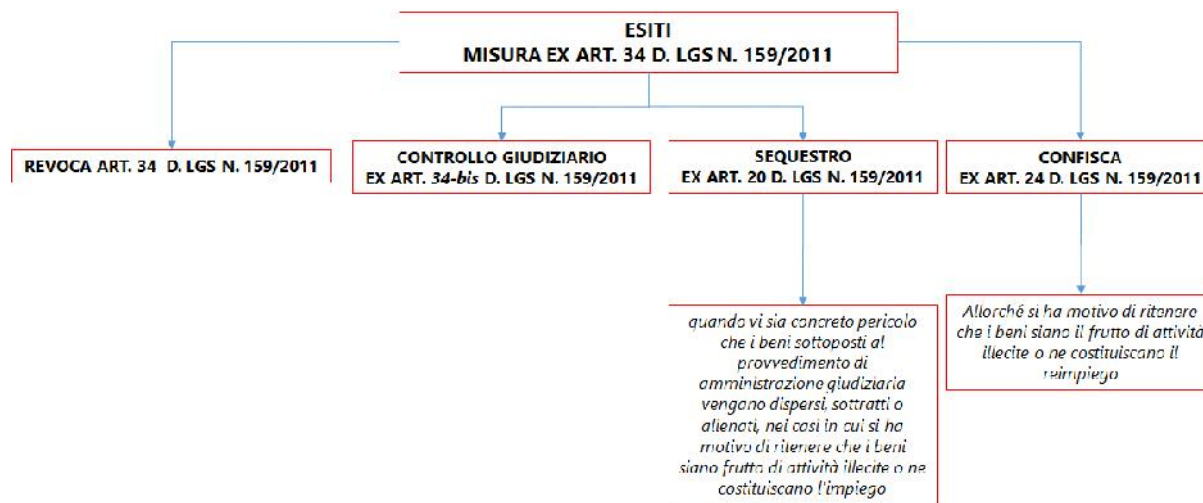 ESITI
MISURA EX ART. 34 D. LGS N. 159/2011
REVOCA ART. 34 D. LGS N. 159/2011
CONTROLLO GIUDIZIARIO
EX ART. 34-bis D. LGS N. 159/2011
SEQUESTRO
EX ART. 20 D. LGS N. 159/2011
CONFISCA
EX ART. 24 D. LGS N. 159/2011
quando vi sia concreto pericolo
che i beni sottoposti al
provvedimento di
amministrazione giudiziaria
vengano dispersi, sottratti o
alienati, nei casi in cui si ha
motivo di ritenere che i beni
siano frutto di attività illecite o ne
costituiscano l'impiego
Allorché si ha motivo di ritenere
che i beni siano il frutto di attività
illecite o ne costituiscano il
reimpiego